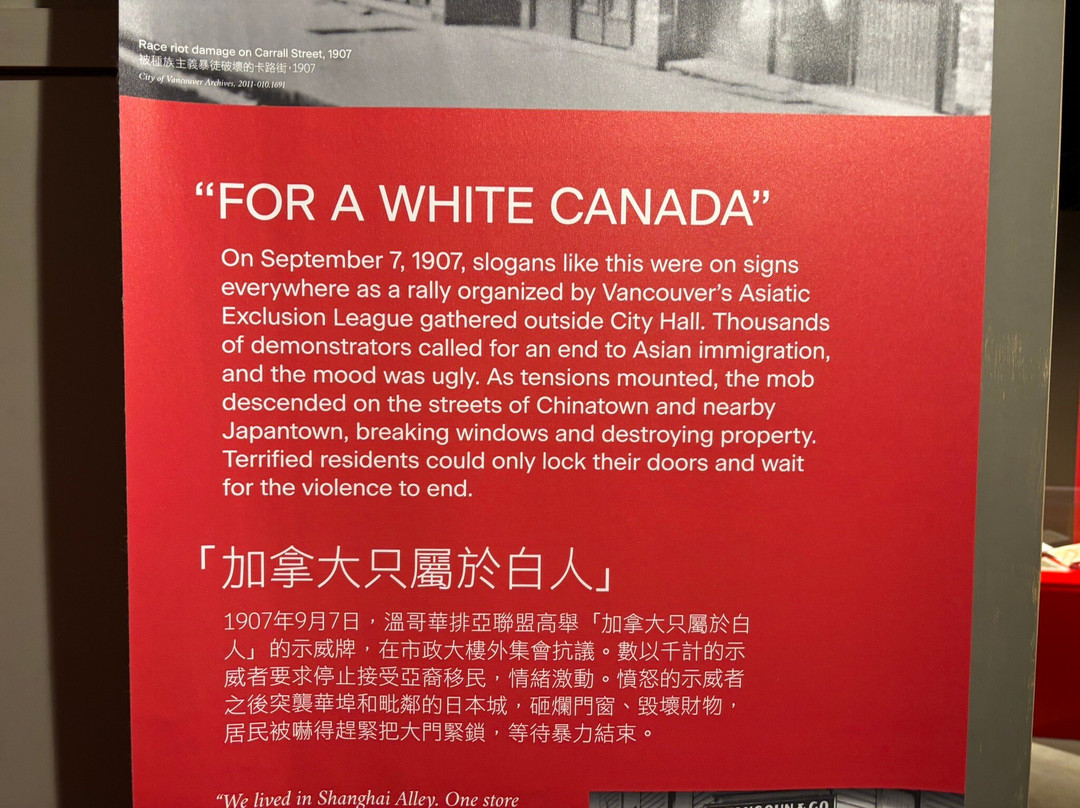 Race riot damage on Carrall Street, 1907
被種族主義暴徒破壞的卡路街，1907
City of Vancouver Archives, 2011-010.1691
“FOR A WHITE CANADA”
On September 7, 1907, slogans like this were on signs
everywhere as a rally organized by Vancouver’s Asiatic
Exclusion League gathered outside City Hall. Thousands
of demonstrators called for an end to Asian immigration,
and the mood was ugly. As tensions mounted, the mob
descended on the streets of Chinatown and nearby
Japantown, breaking windows and destroying property.
Terrified residents could only lock their doors and wait
for the violence to end.
「加拿大只屬於白人」
1907年9月7日，溫哥華排亞聯盟高舉「加拿大只屬於白
人」的示威牌，在市政大樓外集會抗議。數以千計的示
威者要求停止接受亞裔移民，情緒激動。憤怒的示威者
之後突襲華埠和毗鄰的日本城，砸爛門窗、毀壞財物，
居民被嚇得趕緊把大門緊鎖，等待暴力結束。
“We lived in Shanghai Alley. One store
& CO